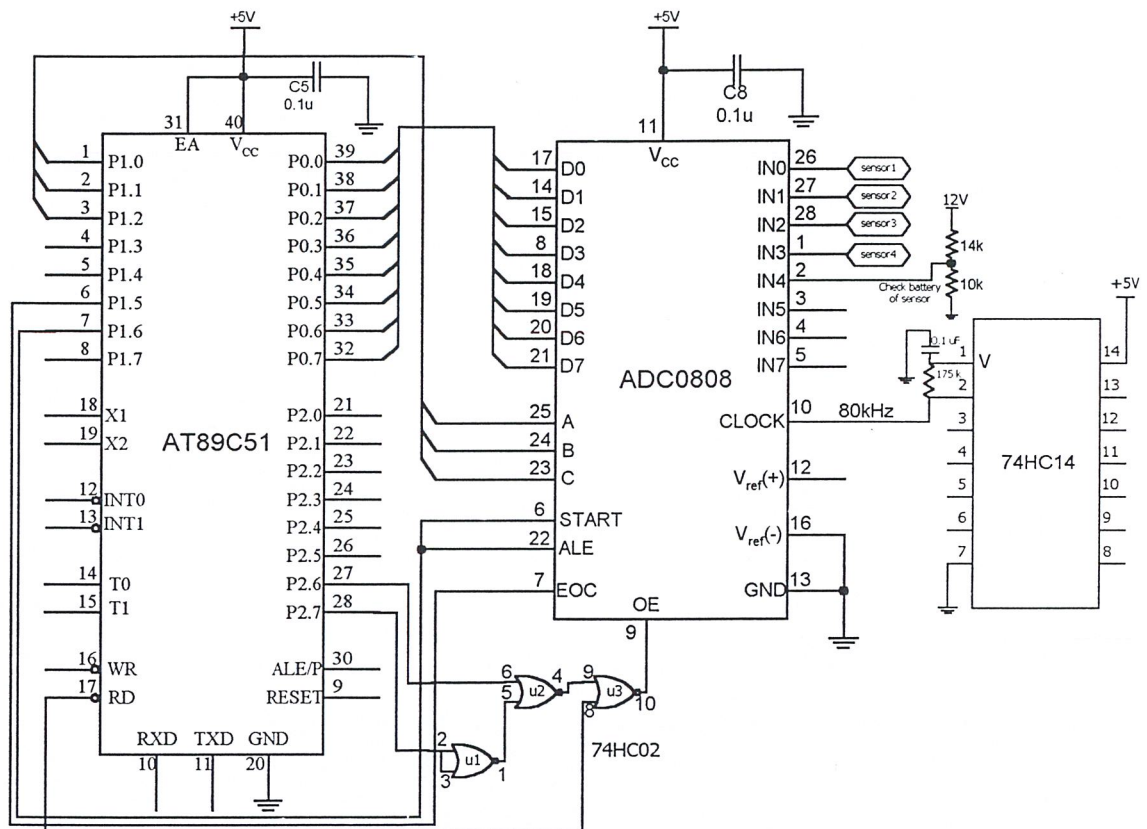 +5V
C5
0.1u
31
40
EA
VCC
1
P1.0
2
P1.1
3
P1.2
4
P1.3
5
P1.4
6
P1.5
7
P1.6
8
P1.7
18
X1
19
X2
12
INT0
13
INT1
14
T0
15
T1
16
WR
17
RD
AT89C51
P0.0
39
P0.1
38
P0.2
37
P0.3
36
P0.4
35
P0.5
34
P0.6
33
P0.7
32
P2.0
21
P2.1
22
P2.2
23
P2.3
24
P2.4
25
P2.5
26
P2.6
27
P2.7
28
ALE/P
30
RESET
9
RXD
TXD
GND
10
11
20
+5V
C8
0.1u
11
VCC
17
D0
14
D1
15
D2
8
D3
18
D4
19
D5
20
D6
21
D7
25
A
24
B
23
C
6
START
22
ALE
7
EOC
OE
9
ADC0808
IN0
26
sensor1
IN1
27
sensor2
IN2
28
sensor3
IN3
1
sensor4
IN4
2
IN5
3
IN6
4
IN7
5
CLOCK
10
80kHz
Vref(+)
12
Vref(-)
16
GND
13
12V
14k
10k
Check battery
of sensor
0.1 uF
175 k
+5V
1
V
2
3
4
5
6
7
74HC14
14
13
12
11
10
9
8
2
3
u1
1
6
5
u2
4
9
8
u3
10
74HC02